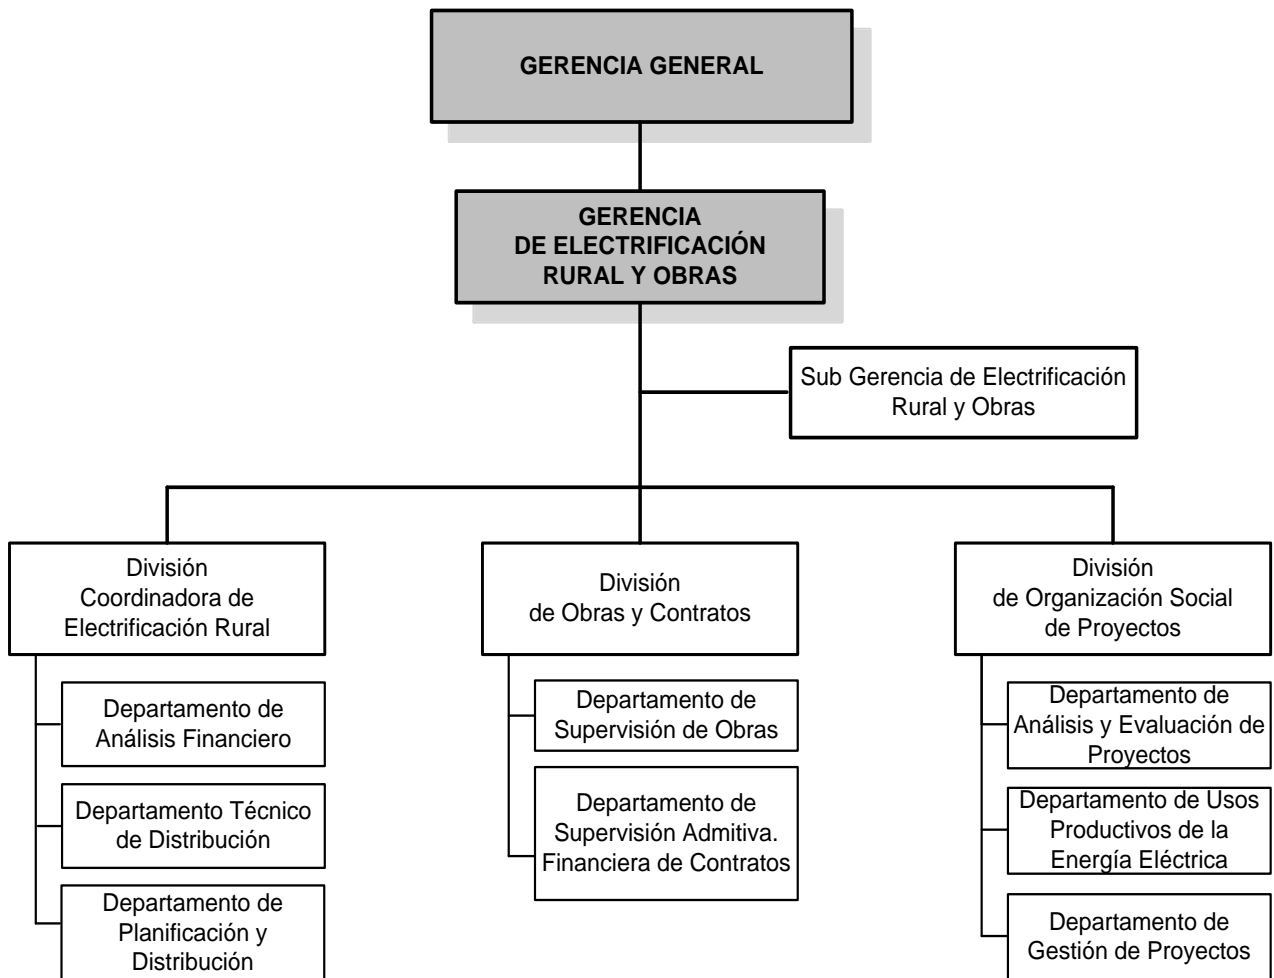 GERENCIA GENERAL
GERENCIA
DE ELECTRIFICACIÓN
RURAL Y OBRAS
Sub Gerencia de Electrificación
Rural y Obras
División
Coordinadora de
Electrificación Rural
Departamento de
Análisis Financiero
Departamento Técnico
de Distribución
Departamento de
Planificación y
Distribución
División
de Obras y Contratos
Departamento de
Supervisión de Obras
Departamento de
Supervisión Admitiva.
Financiera de Contratos
División
de Organización Social
de Proyectos
Departamento de
Análisis y Evaluación de
Proyectos
Departamento de Usos
Productivos de la
Energía Eléctrica
Departamento de
Gestión de Proyectos